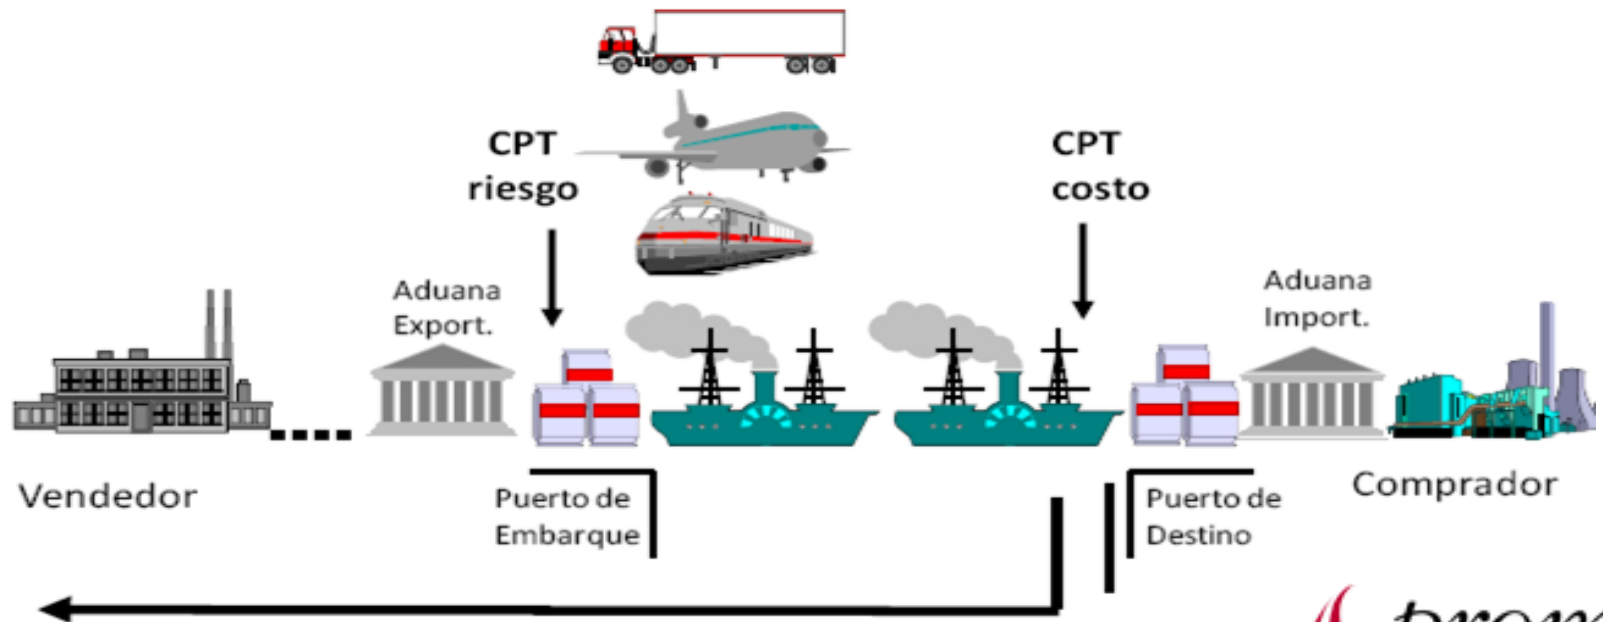 CPT
riesgo
CPT
costo
Aduana
Export.
Aduana
Import.
Vendedor
Puerto de
Embarque
Puerto de
Destino
Comprador